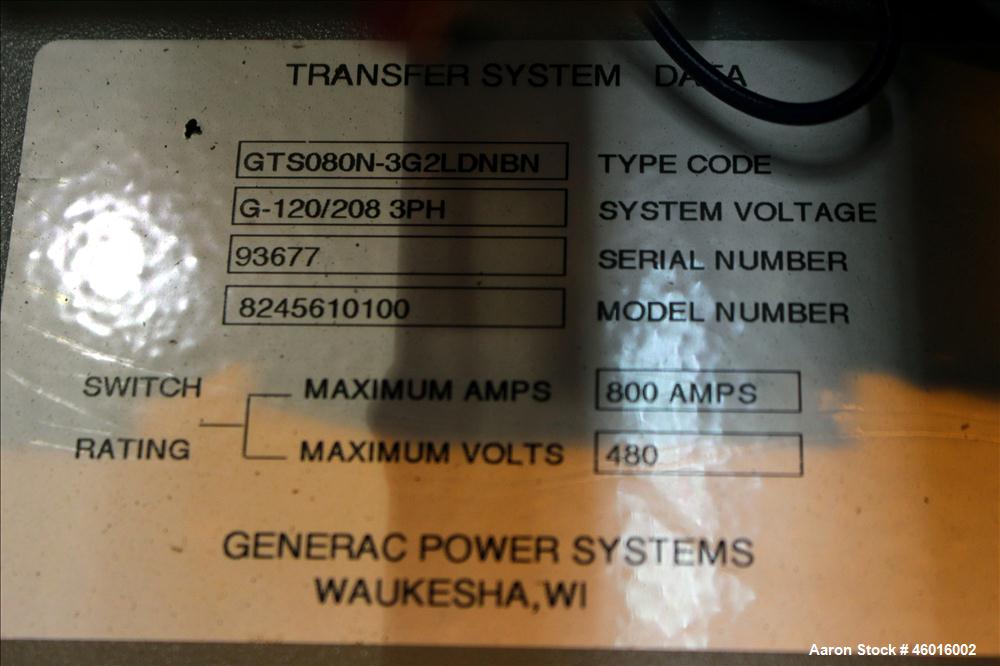 TRANSFER SYSTEM DATA
GTS080N-3G2LDNBN TYPE CODE
G-120/208 3PH SYSTEM VOLTAGE
93677 SERIAL NUMBER
8245610100 MODEL NUMBER
SWITCH MAXIMUM AMPS 800 AMPS
RATING MAXIMUM VOLTS 480
GENERAC POWER SYSTEMS
WAUKESHA,WI
Aaron Stock # 46016002